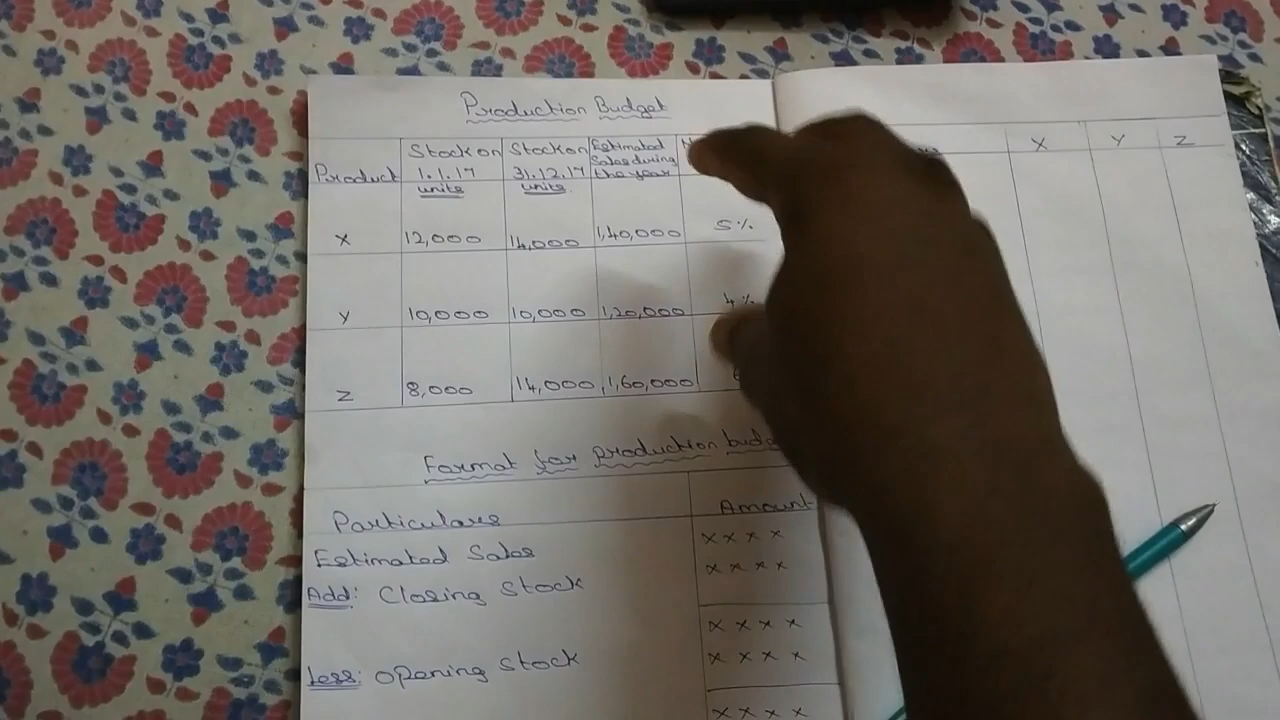 Production Budget
Product Stock on 1.1.17 units Stock on 31.12.17 units Estimated Sales during the year
X 12,000 14,000 1,40,000 5%
Y 10,000 10,000 1,20,000 4%
Z 8,000 14,000 1,60,000
Format for production
Particulars Amount
Estimated Sales xxxx
Add: Closing Stock xxxx
xxxx
Less: Opening Stock xxxx
xxxx
X Y Z